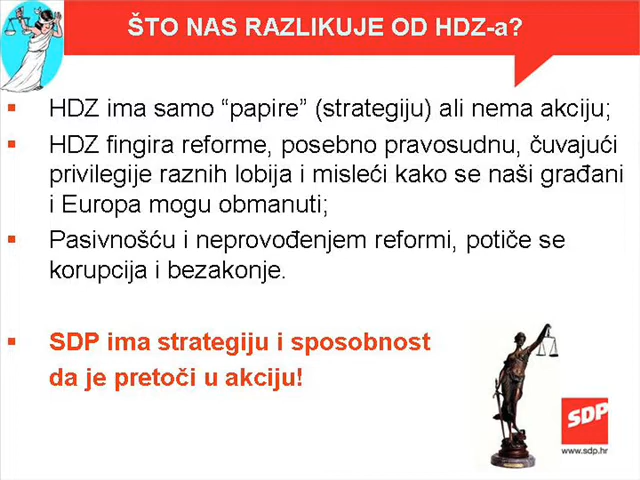 ŠTO NAS RAZLIKUJE OD HDZ-a?
▪ HDZ ima samo “papire” (strategiju) ali nema akciju;
▪ HDZ fingira reforme, posebno pravosudnu, čuvajući
privilegije raznih lobija i misleći kako se naši građani
i Europa mogu obmanuti;
▪ Pasivnošću i neprovođenjem reformi, potiče se
korupcija i bezakonje.
▪ SDP ima strategiju i sposobnost
da je pretoči u akciju!
SDP
www.sdp.hr